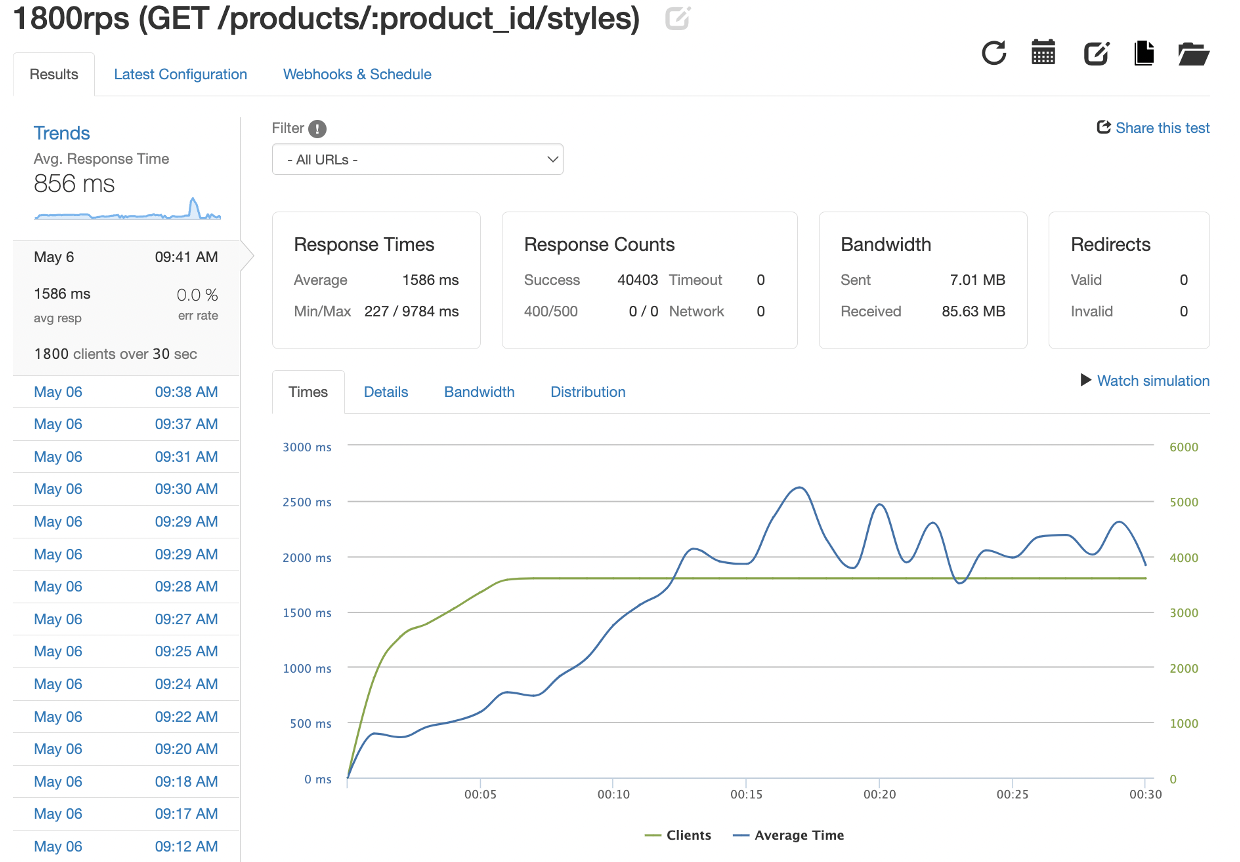 1800rps (GET /products/:product_id/styles)
Results Latest Configuration Webhooks & Schedule
Trends
Avg. Response Time
856 ms
May 6 09:41 AM
1586 ms 0.0 %
avg resp err rate
1800 clients over 30 sec
May 06 09:38 AM
May 06 09:37 AM
May 06 09:31 AM
May 06 09:30 AM
May 06 09:29 AM
May 06 09:29 AM
May 06 09:28 AM
May 06 09:27 AM
May 06 09:25 AM
May 06 09:24 AM
May 06 09:22 AM
May 06 09:20 AM
May 06 09:18 AM
May 06 09:17 AM
May 06 09:12 AM
Filter !
- All URLs -
Share this test
Response Times
Average 1586 ms
Min/Max 227 / 9784 ms
Response Counts
Success 40403 Timeout 0
400/500 0 / 0 Network 0
Bandwidth
Sent 7.01 MB
Received 85.63 MB
Redirects
Valid 0
Invalid 0
Times Details Bandwidth Distribution
Watch simulation
3000 ms 6000
2500 ms 5000
2000 ms 4000
1500 ms 3000
1000 ms 2000
500 ms 1000
0 ms 0
00:05 00:10 00:15 00:20 00:25 00:30
Clients Average Time